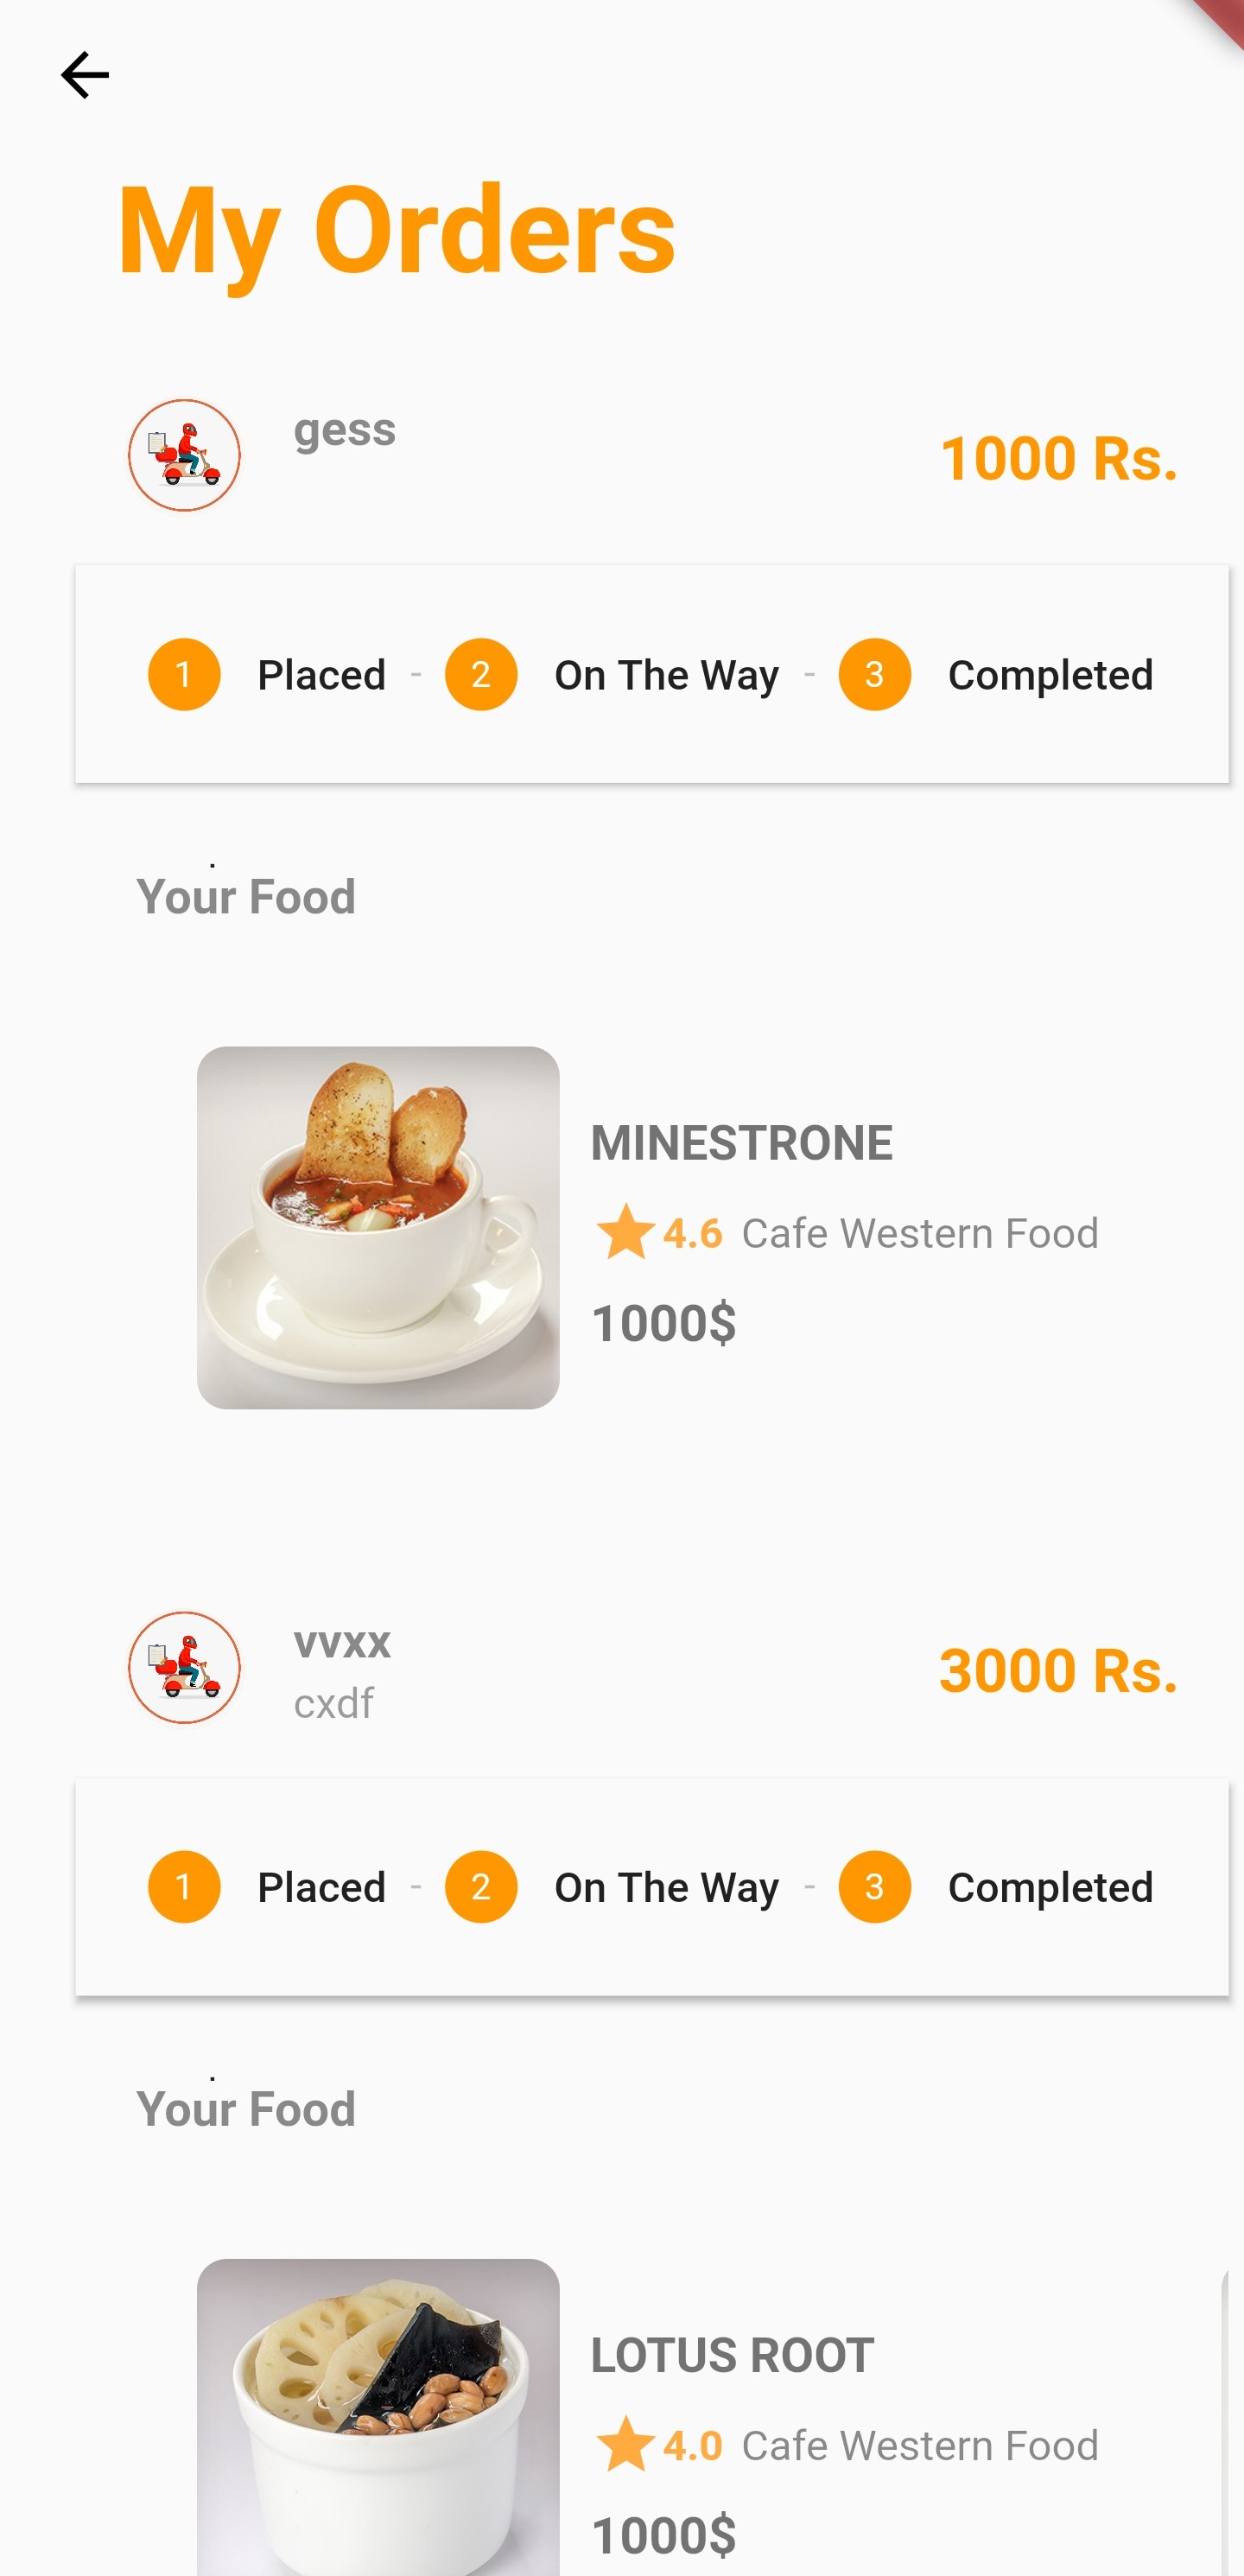 My Orders
gess
1000 Rs.
1 Placed - 2 On The Way - 3 Completed
.
Your Food
MINESTRONE
4.6 Cafe Western Food
1000$
vvxx
cxdf
3000 Rs.
1 Placed - 2 On The Way - 3 Completed
.
Your Food
LOTUS ROOT
4.0 Cafe Western Food
1000$